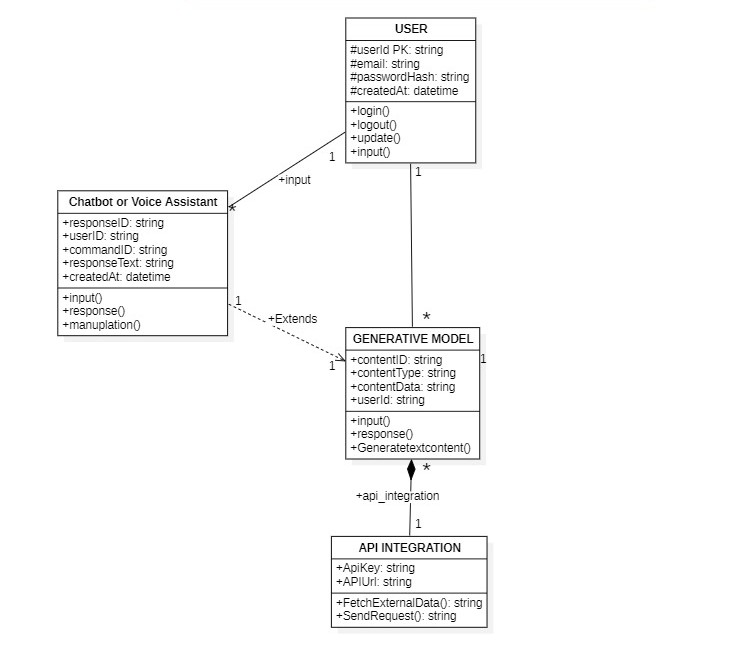 USER
#userId PK: string
#email: string
#passwordHash: string
#createdAt: datetime
+login()
+logout()
+update()
+input()
1
1
+input
*
Chatbot or Voice Assistant
+responseID: string
+userID: string
+commandID: string
+responseText: string
+createdAt: datetime
+input()
+response()
+manuplation()
1
+Extends
1
*
GENERATIVE MODEL
1
+contentID: string
+contentType: string
+contentData: string
+userId: string
+input()
+response()
+Generatetextcontent()
*
+api_integration
1
API INTEGRATION
+ApiKey: string
+APIUrl: string
+FetchExternalData(): string
+SendRequest(): string